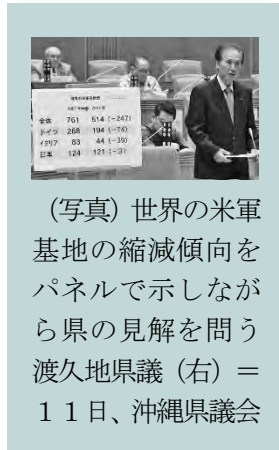 全体 761 514 (-247)
ドイツ 268 194 (-74)
イタリア 83 44 (-39)
日本 124 121 (-3)
（写真）世界の米軍
基地の縮減傾向を
パネルで示しなが
ら県の見解を問う
渡久地県議（右）＝
１１日、沖縄県議会